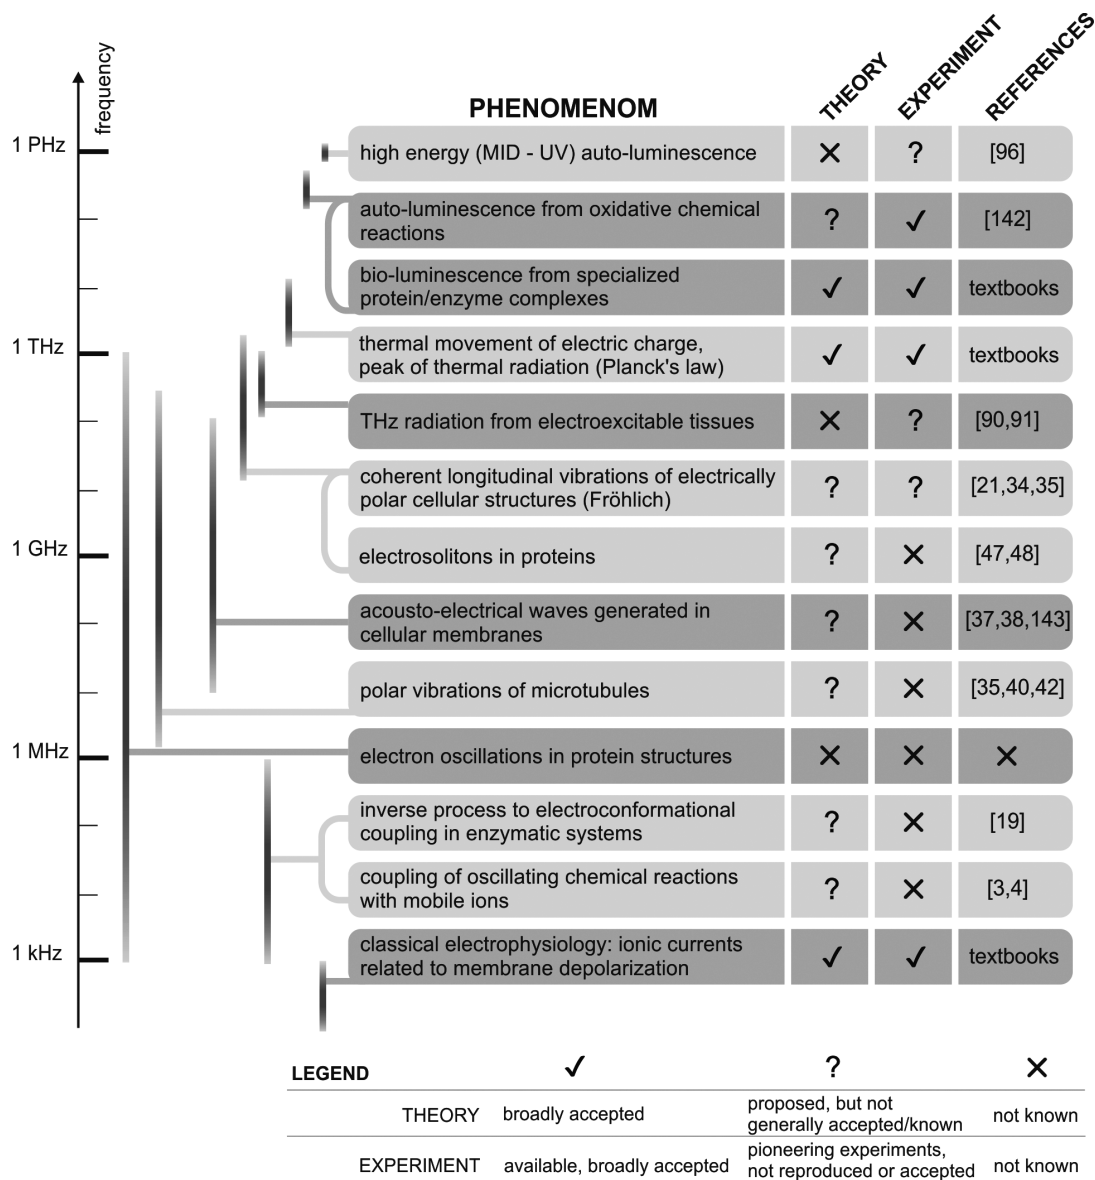 frequency
PHENOMENOM
THEORY
EXPERIMENT
REFERENCES
1 PHz
high energy (MID - UV) auto-luminescence
✕ ? [96]
auto-luminescence from oxidative chemical
reactions
? ✓ [142]
bio-luminescence from specialized
protein/enzyme complexes
✓ ✓ textbooks
1 THz
thermal movement of electric charge,
peak of thermal radiation (Planck's law)
✓ ✓ textbooks
THz radiation from electroexcitable tissues
✕ ? [90,91]
coherent longitudinal vibrations of electrically
polar cellular structures (Fröhlich)
? ? [21,34,35]
1 GHz
electrosolitons in proteins
? ✕ [47,48]
acousto-electrical waves generated in
cellular membranes
? ✕ [37,38,143]
polar vibrations of microtubules
? ✕ [35,40,42]
1 MHz
electron oscillations in protein structures
✕ ✕ ✕
inverse process to electroconformational
coupling in enzymatic systems
? ✕ [19]
coupling of oscillating chemical reactions
with mobile ions
? ✕ [3,4]
1 kHz
classical electrophysiology: ionic currents
related to membrane depolarization
✓ ✓ textbooks
LEGEND ✓ ? ✕
THEORY broadly accepted
proposed, but not
generally accepted/known
not known
EXPERIMENT available, broadly accepted
pioneering experiments,
not reproduced or accepted
not known